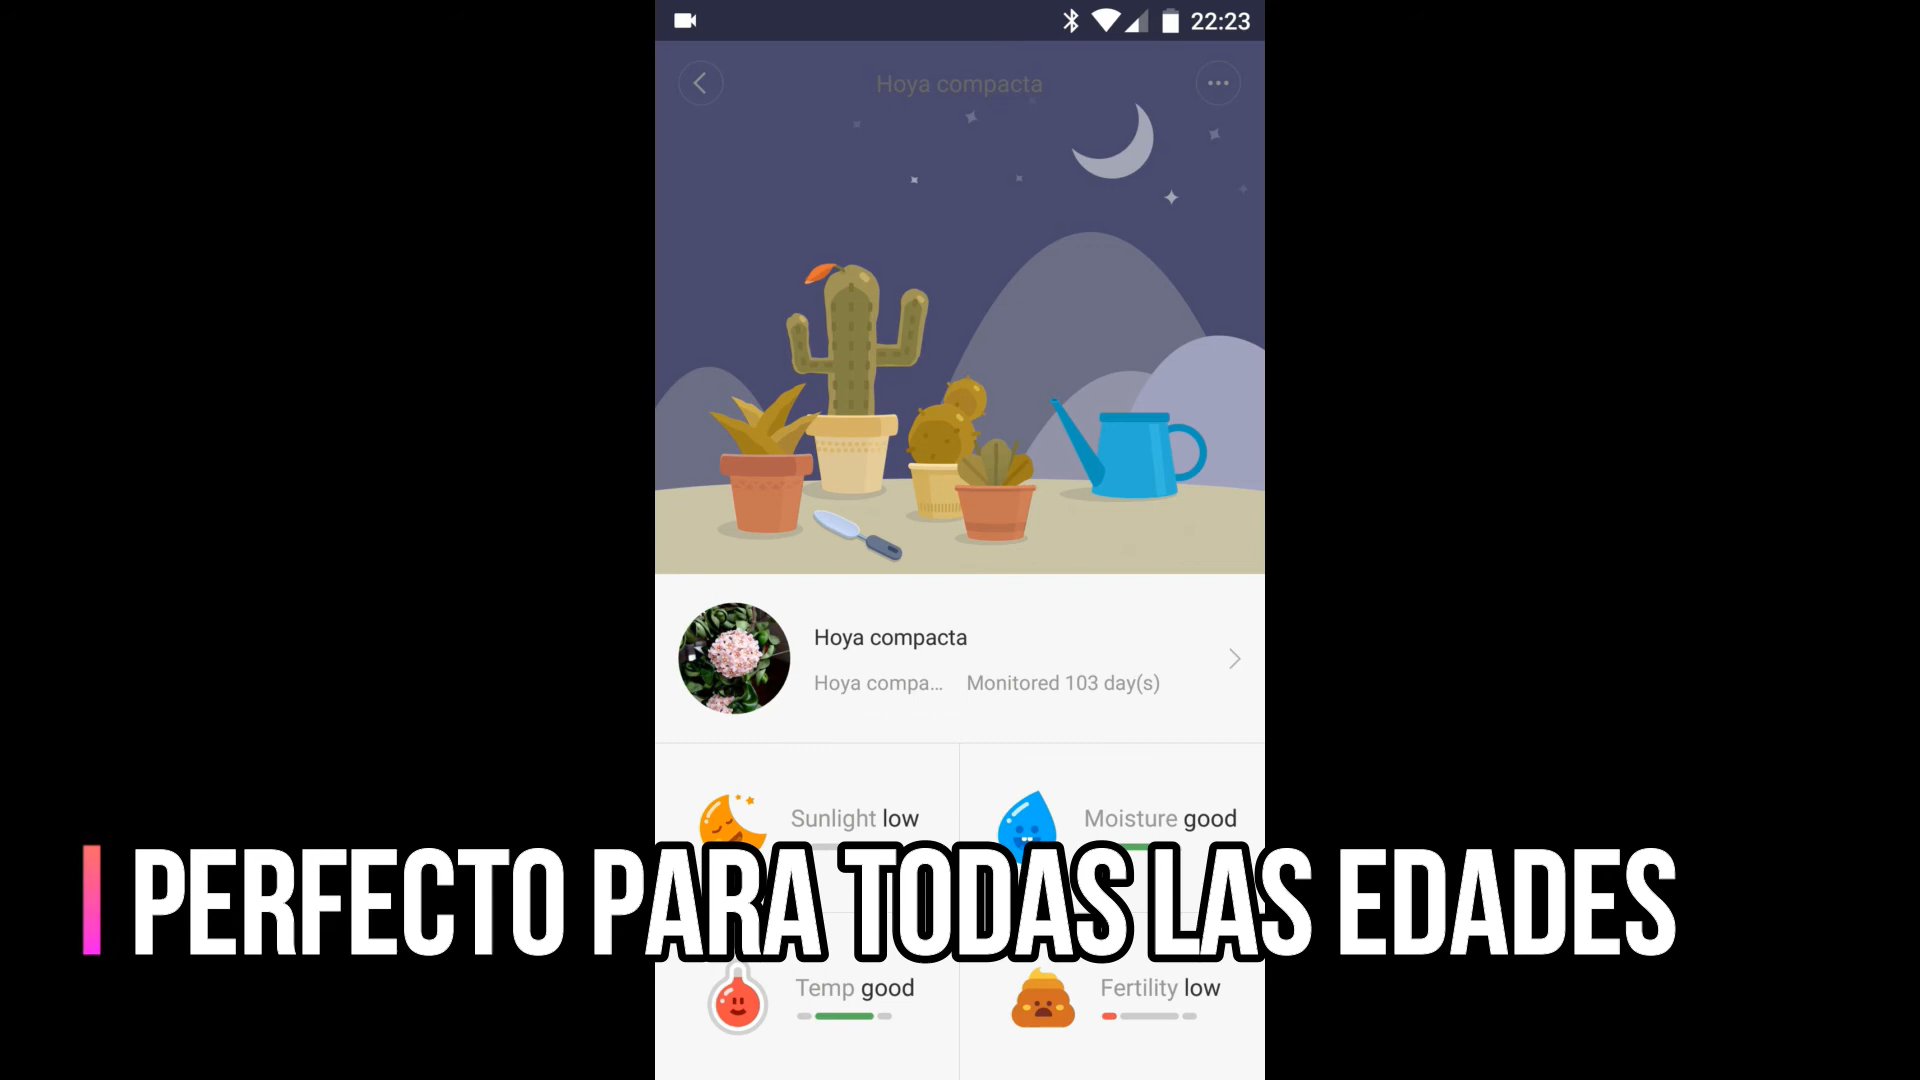 22:23
Hoya compacta
Hoya compacta
Hoya compa... Monitored 103 day(s)
Sunlight low
Moisture good
PERFECTO PARA TODAS LAS EDADES
Temp good
Fertility low